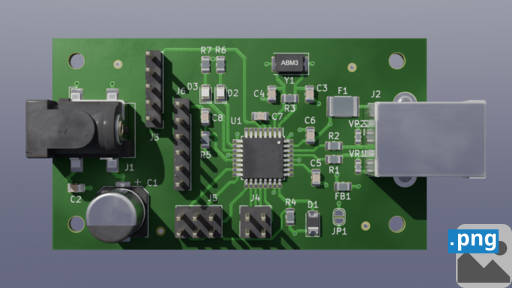 R7 R6
ABM3
Y1
J6
D3
D2
C4
C3
R3
F1
J2
C8
C7
U1
C6
VP2
J3
R5
R2
VR1
R1
J1
C5
+ C1
C2
FB1
J5
J4
R4
D1
JP1
.png